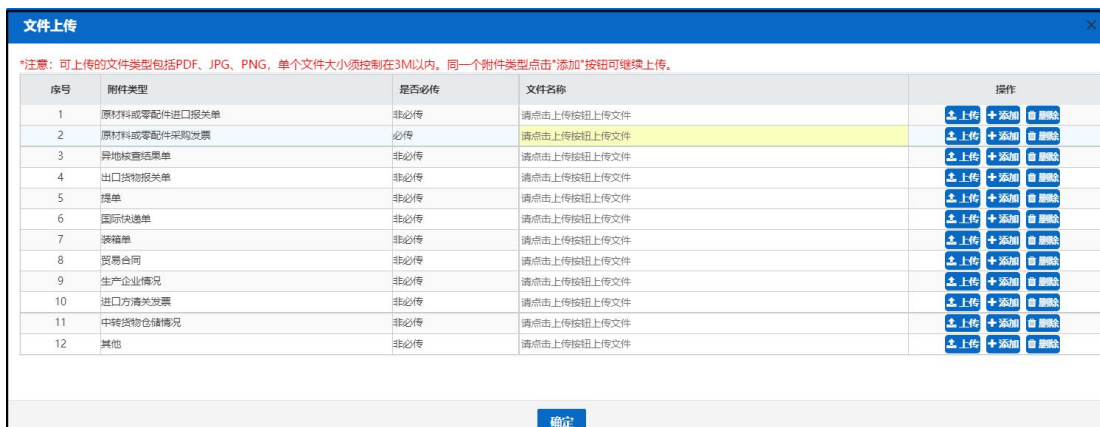 文件上传
*注意：可上传的文件类型包括PDF、JPG、PNG，单个文件大小须控制在3M以内。同一个附件类型点击"添加"按钮可继续上传。
序号 附件类型 是否必传 文件名称 操作
1 原材料或零配件进口报关单 非必传 请点击上传按钮上传文件 上传 添加 删除
2 原材料或零配件采购发票 必传 请点击上传按钮上传文件 上传 添加 删除
3 异地核查结果单 非必传 请点击上传按钮上传文件 上传 添加 删除
4 出口货物报关单 非必传 请点击上传按钮上传文件 上传 添加 删除
5 提单 非必传 请点击上传按钮上传文件 上传 添加 删除
6 国际快递单 非必传 请点击上传按钮上传文件 上传 添加 删除
7 装箱单 非必传 请点击上传按钮上传文件 上传 添加 删除
8 贸易合同 非必传 请点击上传按钮上传文件 上传 添加 删除
9 生产企业情况 非必传 请点击上传按钮上传文件 上传 添加 删除
10 进口方清关发票 非必传 请点击上传按钮上传文件 上传 添加 删除
11 中转货物仓储情况 非必传 请点击上传按钮上传文件 上传 添加 删除
12 其他 非必传 请点击上传按钮上传文件 上传 添加 删除
确定